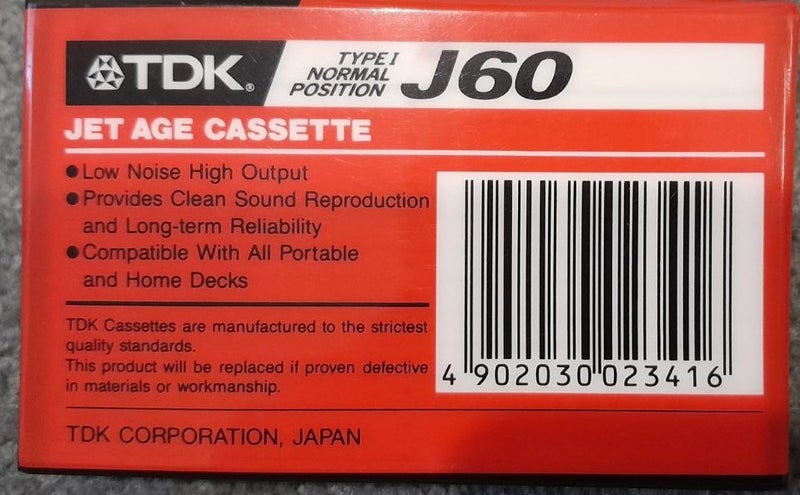 TDK®
TYPE I
NORMAL
POSITION
J60
JET AGE CASSETTE
● Low Noise High Output
● Provides Clean Sound Reproduction
and Long-term Reliability
● Compatible With All Portable
and Home Decks
TDK Cassettes are manufactured to the strictest
quality standards.
This product will be replaced if proven defective
in materials or workmanship.
TDK CORPORATION, JAPAN
4 902030 023416